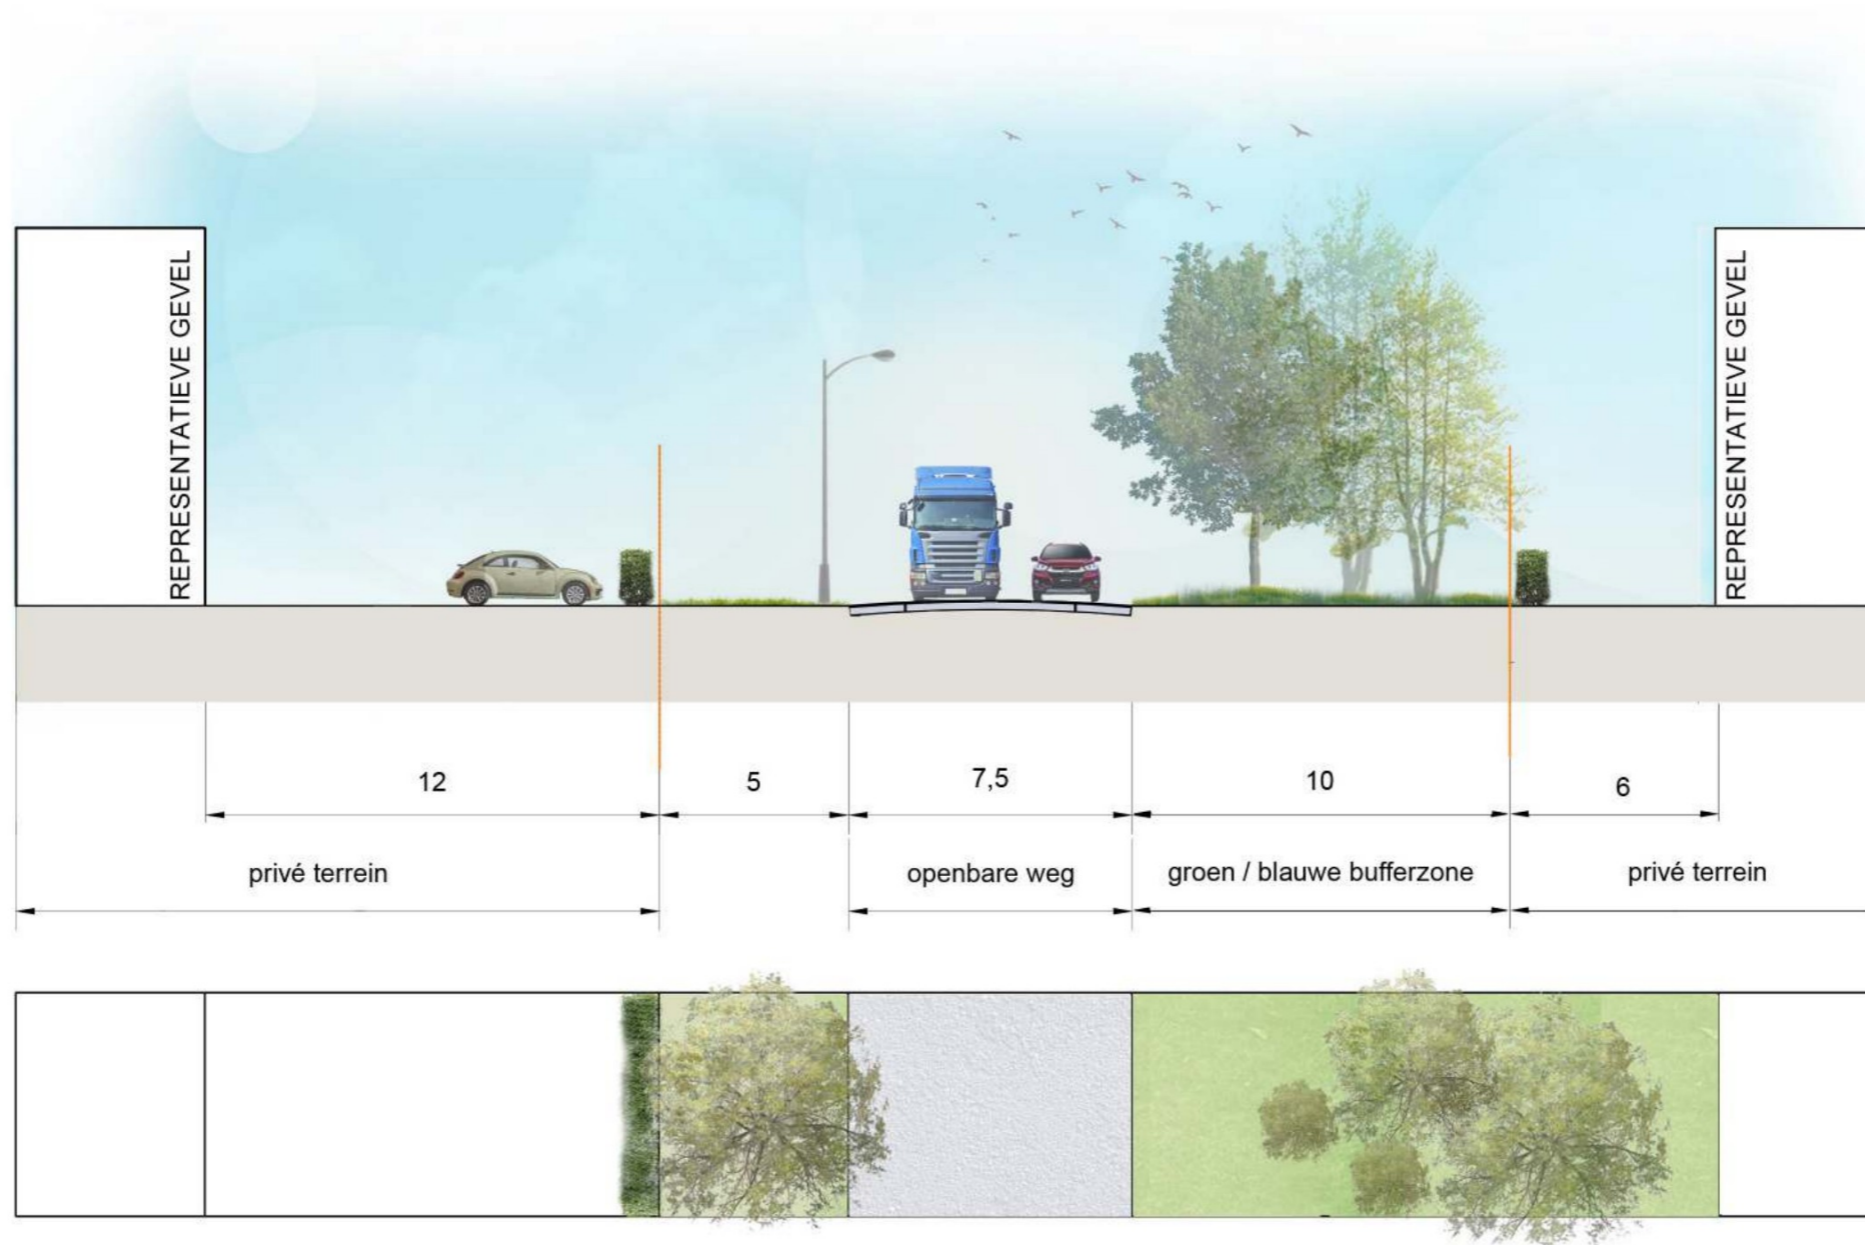 REPRESENTATIEVE GEVEL
REPRESENTATIEVE GEVEL
12
5
7,5
10
6
privé terrein
openbare weg
groen / blauwe bufferzone
privé terrein